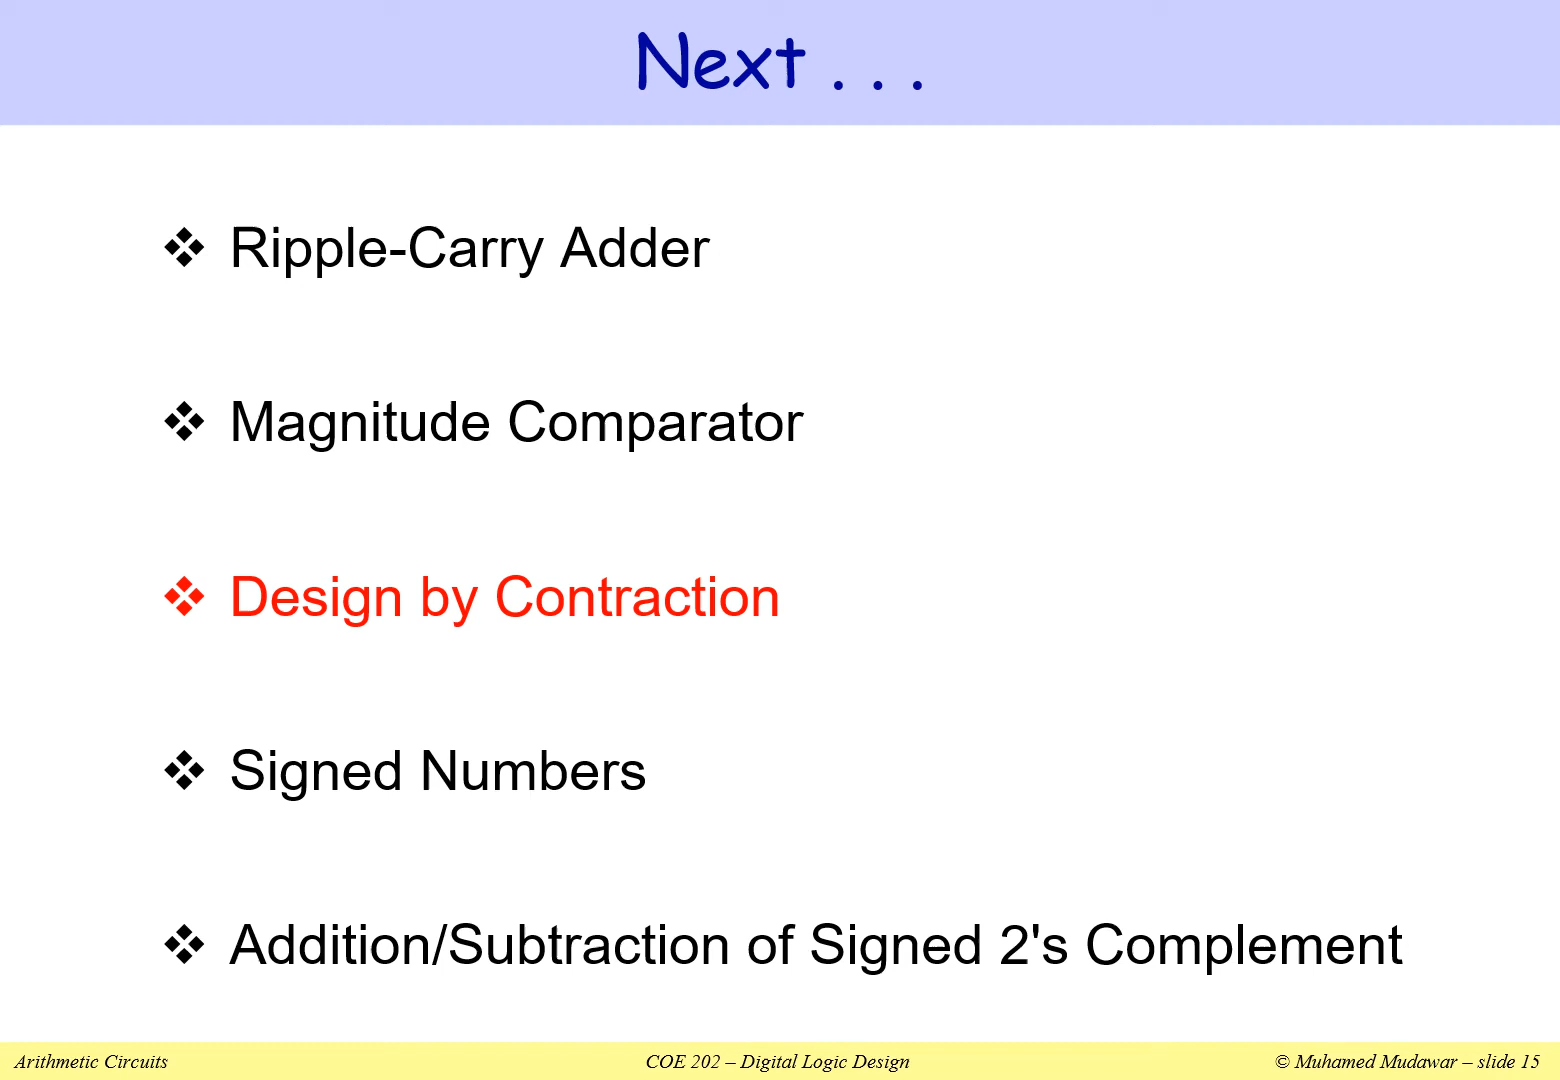 Next . . .
❖ Ripple-Carry Adder
❖ Magnitude Comparator
❖ Design by Contraction
❖ Signed Numbers
❖ Addition/Subtraction of Signed 2's Complement
Arithmetic Circuits
COE 202 – Digital Logic Design
© Muhamed Mudawar – slide 15